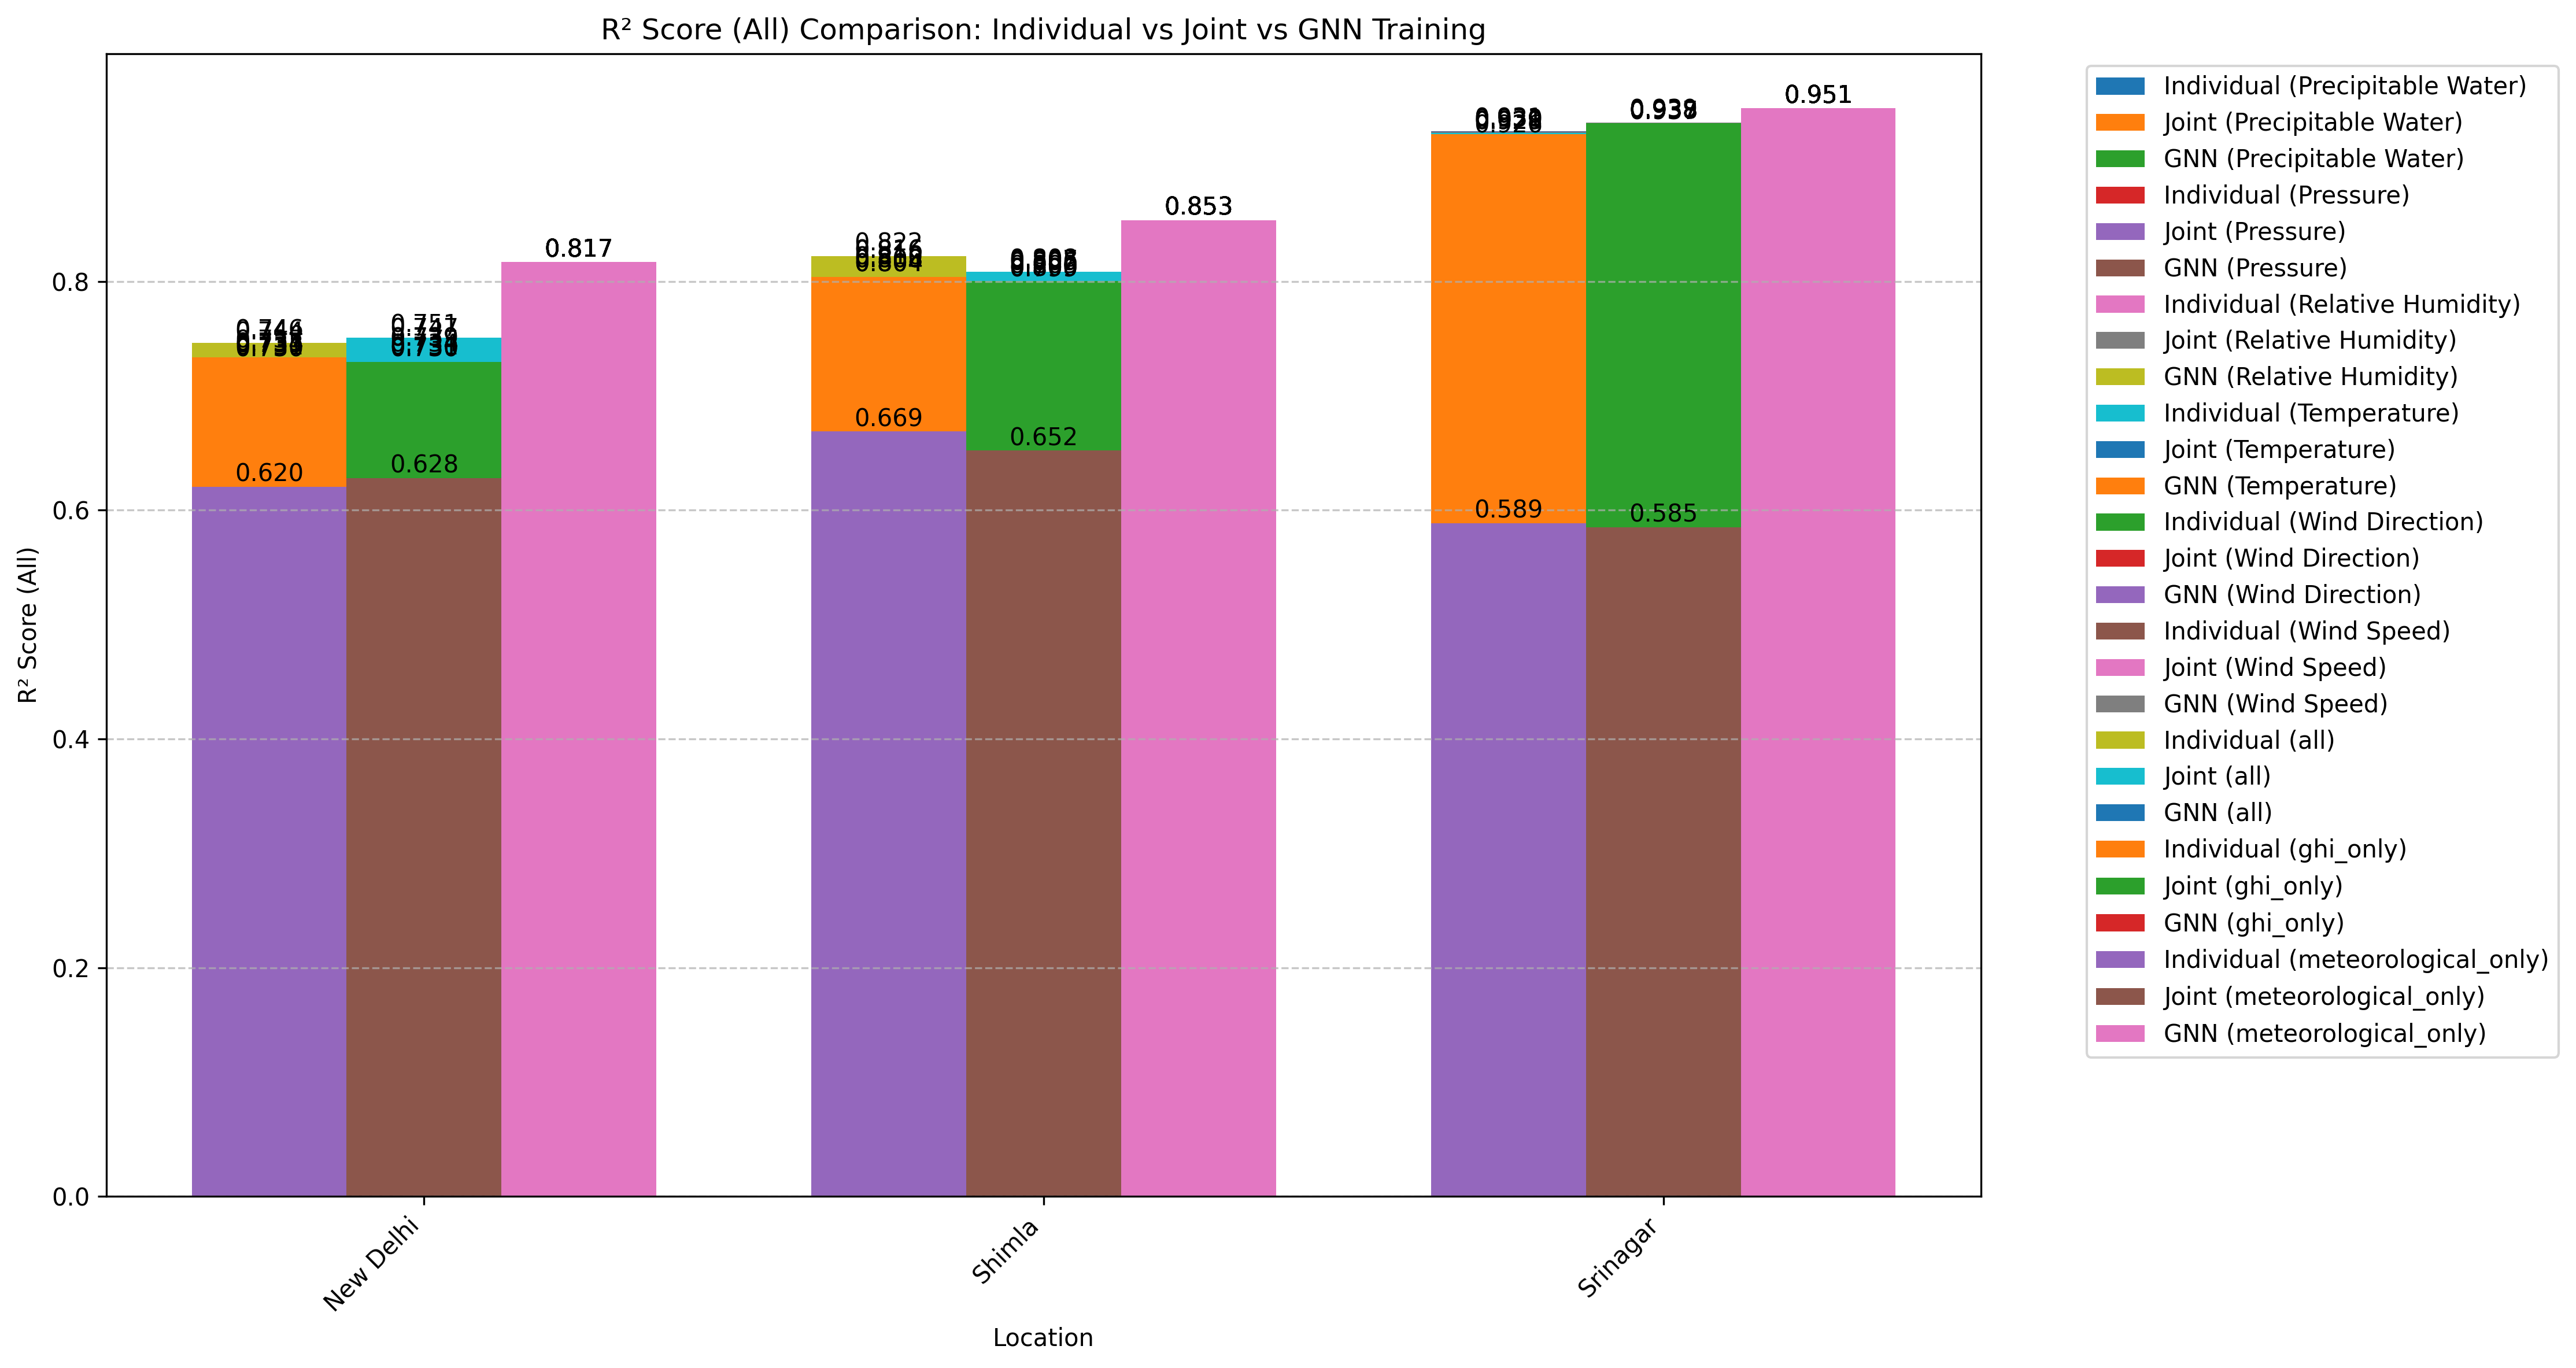 R² Score (All) Comparison: Individual vs Joint vs GNN Training
R² Score (All)
0.8
0.6
0.4
0.2
0.0
0.746
0.620
0.751
0.628
0.817
0.822
0.804
0.669
0.652
0.853
0.589
0.585
0.951
New Delhi
Shimla
Srinagar
Location
Individual (Precipitable Water)
Joint (Precipitable Water)
GNN (Precipitable Water)
Individual (Pressure)
Joint (Pressure)
GNN (Pressure)
Individual (Relative Humidity)
Joint (Relative Humidity)
GNN (Relative Humidity)
Individual (Temperature)
Joint (Temperature)
GNN (Temperature)
Individual (Wind Direction)
Joint (Wind Direction)
GNN (Wind Direction)
Individual (Wind Speed)
Joint (Wind Speed)
GNN (Wind Speed)
Individual (all)
Joint (all)
GNN (all)
Individual (ghi_only)
Joint (ghi_only)
GNN (ghi_only)
Individual (meteorological_only)
Joint (meteorological_only)
GNN (meteorological_only)